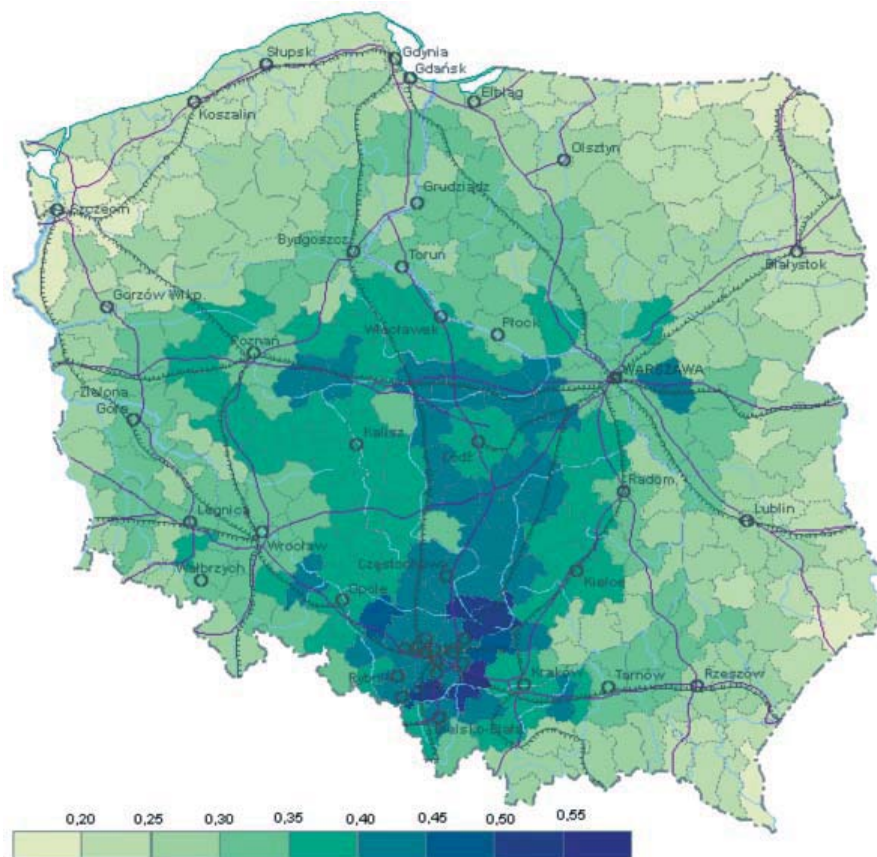 Słupsk
Gdynia
Gdańsk
Elbląg
Koszalin
Olsztyn
Grudziądz
Szczecin
Bydgoszcz
Toruń
Białystok
Gorzów Wlkp.
Włocławek
Płock
Poznań
WARSZAWA
Zielona
Góra
Kalisz
Łódź
Radom
Legnica
Lublin
Wrocław
Wałbrzych
Częstochowa
Kielce
Opole
Rybnik
Kraków
Tarnów
Rzeszów
Bielsko-Biała
0,20 0,25 0,30 0,35 0,40 0,45 0,50 0,55